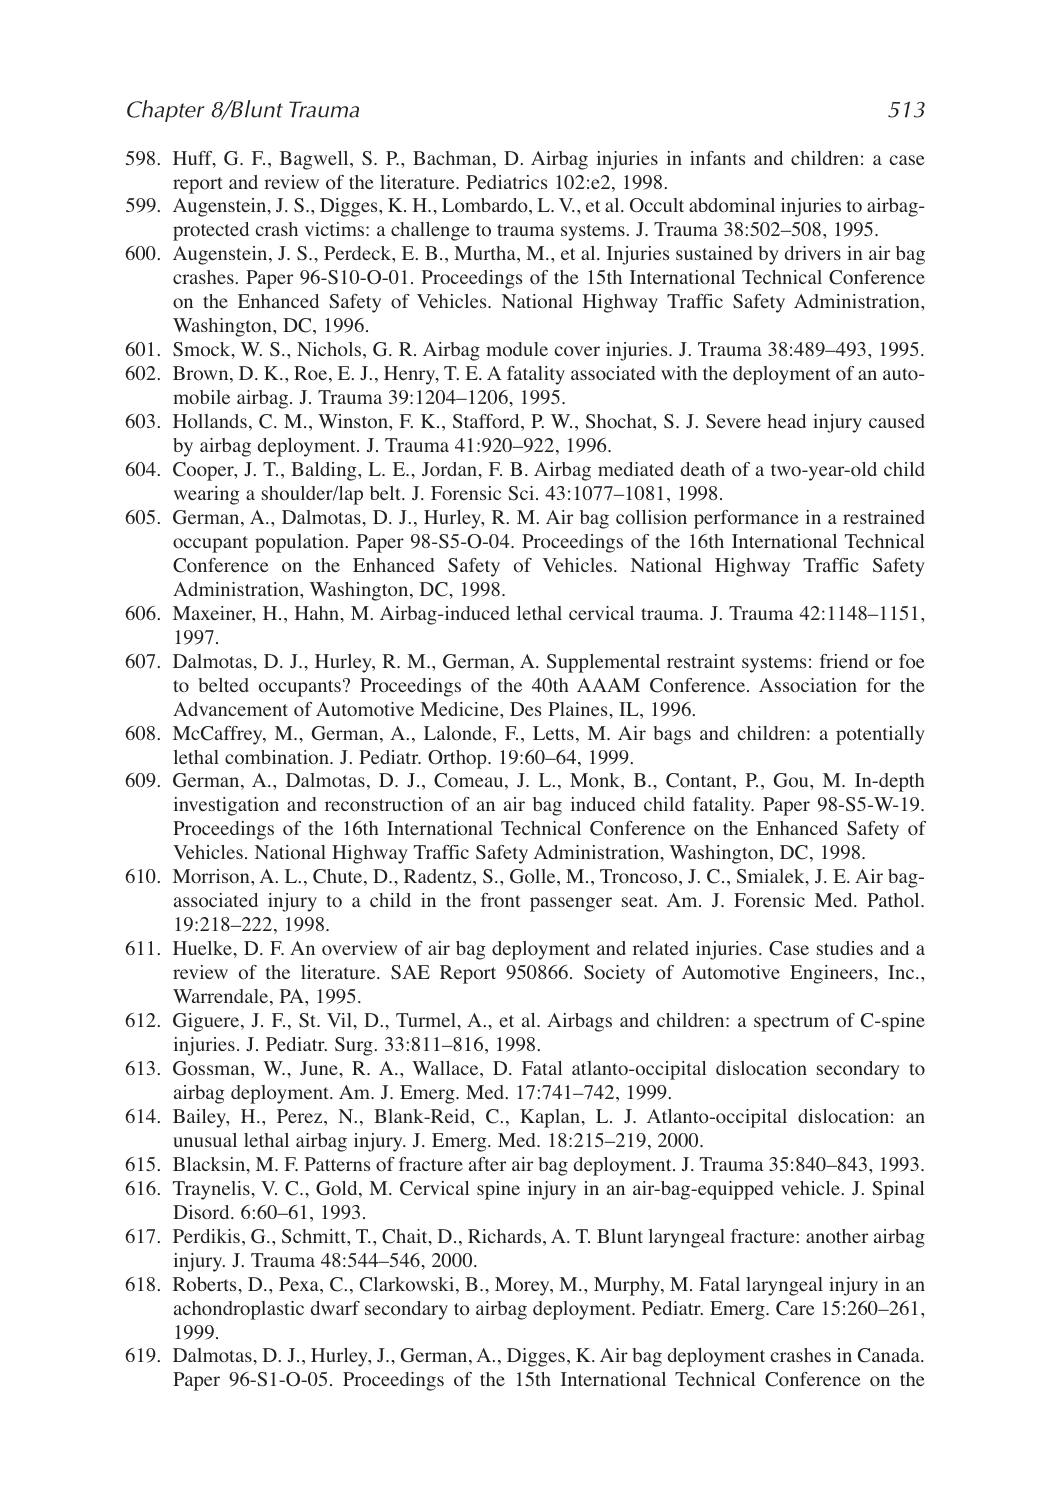 Chapter 8/Blunt Trauma 513
598. Huff, G. F., Bagwell, S. P., Bachman, D. Airbag injuries in infants and children: a case
report and review of the literature. Pediatrics 102:e2, 1998.
599. Augenstein, J. S., Digges, K. H., Lombardo, L. V., et al. Occult abdominal injuries to airbag-
protected crash victims: a challenge to trauma systems. J. Trauma 38:502–508, 1995.
600. Augenstein, J. S., Perdeck, E. B., Murtha, M., et al. Injuries sustained by drivers in air bag
crashes. Paper 96-S10-O-01. Proceedings of the 15th International Technical Conference
on the Enhanced Safety of Vehicles. National Highway Traffic Safety Administration,
Washington, DC, 1996.
601. Smock, W. S., Nichols, G. R. Airbag module cover injuries. J. Trauma 38:489–493, 1995.
602. Brown, D. K., Roe, E. J., Henry, T. E. A fatality associated with the deployment of an auto-
mobile airbag. J. Trauma 39:1204–1206, 1995.
603. Hollands, C. M., Winston, F. K., Stafford, P. W., Shochat, S. J. Severe head injury caused
by airbag deployment. J. Trauma 41:920–922, 1996.
604. Cooper, J. T., Balding, L. E., Jordan, F. B. Airbag mediated death of a two-year-old child
wearing a shoulder/lap belt. J. Forensic Sci. 43:1077–1081, 1998.
605. German, A., Dalmotas, D. J., Hurley, R. M. Air bag collision performance in a restrained
occupant population. Paper 98-S5-O-04. Proceedings of the 16th International Technical
Conference on the Enhanced Safety of Vehicles. National Highway Traffic Safety
Administration, Washington, DC, 1998.
606. Maxeiner, H., Hahn, M. Airbag-induced lethal cervical trauma. J. Trauma 42:1148–1151,
1997.
607. Dalmotas, D. J., Hurley, R. M., German, A. Supplemental restraint systems: friend or foe
to belted occupants? Proceedings of the 40th AAAM Conference. Association for the
Advancement of Automotive Medicine, Des Plaines, IL, 1996.
608. McCaffrey, M., German, A., Lalonde, F., Letts, M. Air bags and children: a potentially
lethal combination. J. Pediatr. Orthop. 19:60–64, 1999.
609. German, A., Dalmotas, D. J., Comeau, J. L., Monk, B., Contant, P., Gou, M. In-depth
investigation and reconstruction of an air bag induced child fatality. Paper 98-S5-W-19.
Proceedings of the 16th International Technical Conference on the Enhanced Safety of
Vehicles. National Highway Traffic Safety Administration, Washington, DC, 1998.
610. Morrison, A. L., Chute, D., Radentz, S., Golle, M., Troncoso, J. C., Smialek, J. E. Air bag-
associated injury to a child in the front passenger seat. Am. J. Forensic Med. Pathol.
19:218–222, 1998.
611. Huelke, D. F. An overview of air bag deployment and related injuries. Case studies and a
review of the literature. SAE Report 950866. Society of Automotive Engineers, Inc.,
Warrendale, PA, 1995.
612. Giguere, J. F., St. Vil, D., Turmel, A., et al. Airbags and children: a spectrum of C-spine
injuries. J. Pediatr. Surg. 33:811–816, 1998.
613. Gossman, W., June, R. A., Wallace, D. Fatal atlanto-occipital dislocation secondary to
airbag deployment. Am. J. Emerg. Med. 17:741–742, 1999.
614. Bailey, H., Perez, N., Blank-Reid, C., Kaplan, L. J. Atlanto-occipital dislocation: an
unusual lethal airbag injury. J. Emerg. Med. 18:215–219, 2000.
615. Blacksin, M. F. Patterns of fracture after air bag deployment. J. Trauma 35:840–843, 1993.
616. Traynelis, V. C., Gold, M. Cervical spine injury in an air-bag-equipped vehicle. J. Spinal
Disord. 6:60–61, 1993.
617. Perdikis, G., Schmitt, T., Chait, D., Richards, A. T. Blunt laryngeal fracture: another airbag
injury. J. Trauma 48:544–546, 2000.
618. Roberts, D., Pexa, C., Clarkowski, B., Morey, M., Murphy, M. Fatal laryngeal injury in an
achondroplastic dwarf secondary to airbag deployment. Pediatr. Emerg. Care 15:260–261,
1999.
619. Dalmotas, D. J., Hurley, J., German, A., Digges, K. Air bag deployment crashes in Canada.
Paper 96-S1-O-05. Proceedings of the 15th International Technical Conference on the